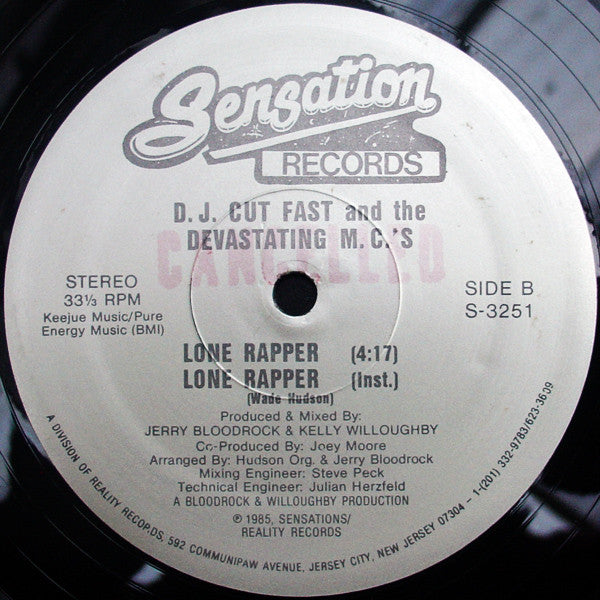 Sensation
RECORDS
D.J. CUT FAST and the
DEVASTATING M.C.'S
CANCELLED
STEREO
33⅓ RPM
Keejue Music/Pure
Energy Music (BMI)
SIDE B
S-3251
LONE RAPPER (4:17)
LONE RAPPER (Inst.)
(Wade Hudson)
Produced & Mixed By:
JERRY BLOODROCK & KELLY WILLOUGHBY
Co-Produced By: Joey Moore
Arranged By: Hudson Org. & Jerry Bloodrock
Mixing Engineer: Steve Peck
Technical Engineer: Julian Herzfeld
A BLOODROCK & WILLOUGHBY PRODUCTION
℗ 1985, SENSATIONS/
REALITY RECORDS
A DIVISION OF REALITY RECORDS, 592 COMMUNIPAW AVENUE, JERSEY CITY, NEW JERSEY 07304 - 1-(201) 332-9783/623-3609